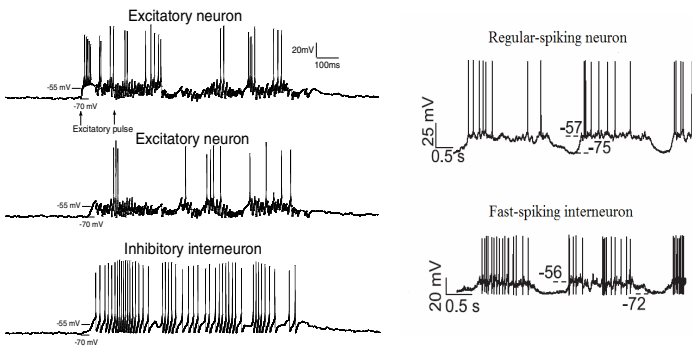 Excitatory neuron
20mV
100ms
-55 mV
-70 mV
Excitatory pulse
Excitatory neuron
-55 mV
-70 mV
Inhibitory interneuron
-55 mV
-70 mV
Regular-spiking neuron
25 mV
0.5 s
-57
-75
Fast-spiking interneuron
20 mV
0.5 s
-56
-72